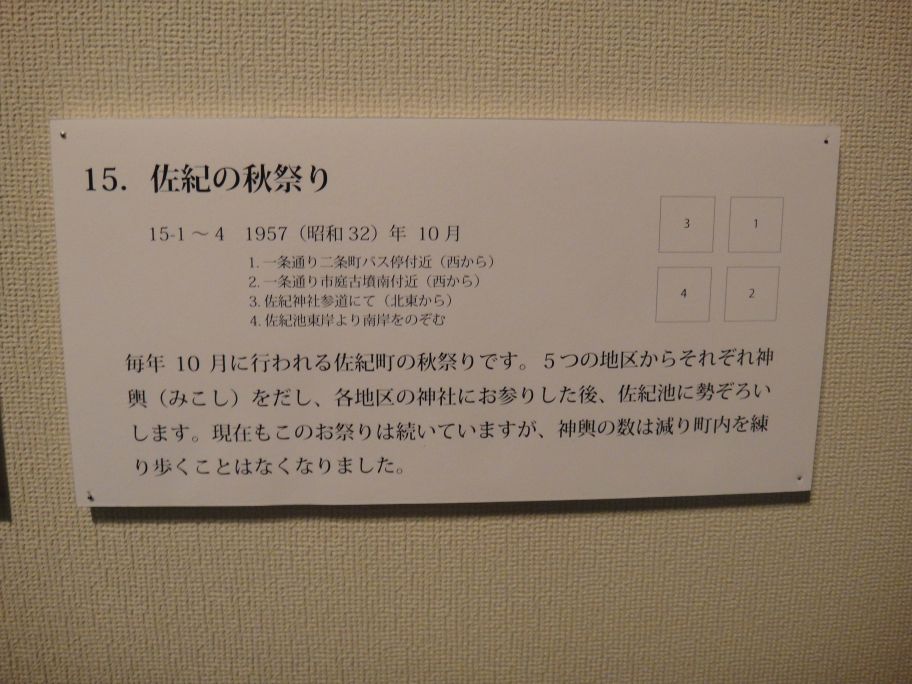 15. 佐紀の秋祭り
15-1～4 1957（昭和32）年 10月
1. 一条通り二条町バス停付近（西から）
2. 一条通り市庭古墳南付近（西から）
3. 佐紀神社参道にて（北東から）
4. 佐紀池東岸より南岸をのぞむ
3 1
4 2
毎年 10 月に行われる佐紀町の秋祭りです。５つの地区からそれぞれ神
輿（みこし）をだし、各地区の神社にお参りした後、佐紀池に勢ぞろい
します。現在もこのお祭りは続いていますが、神輿の数は減り町内を練
り歩くことはなくなりました。